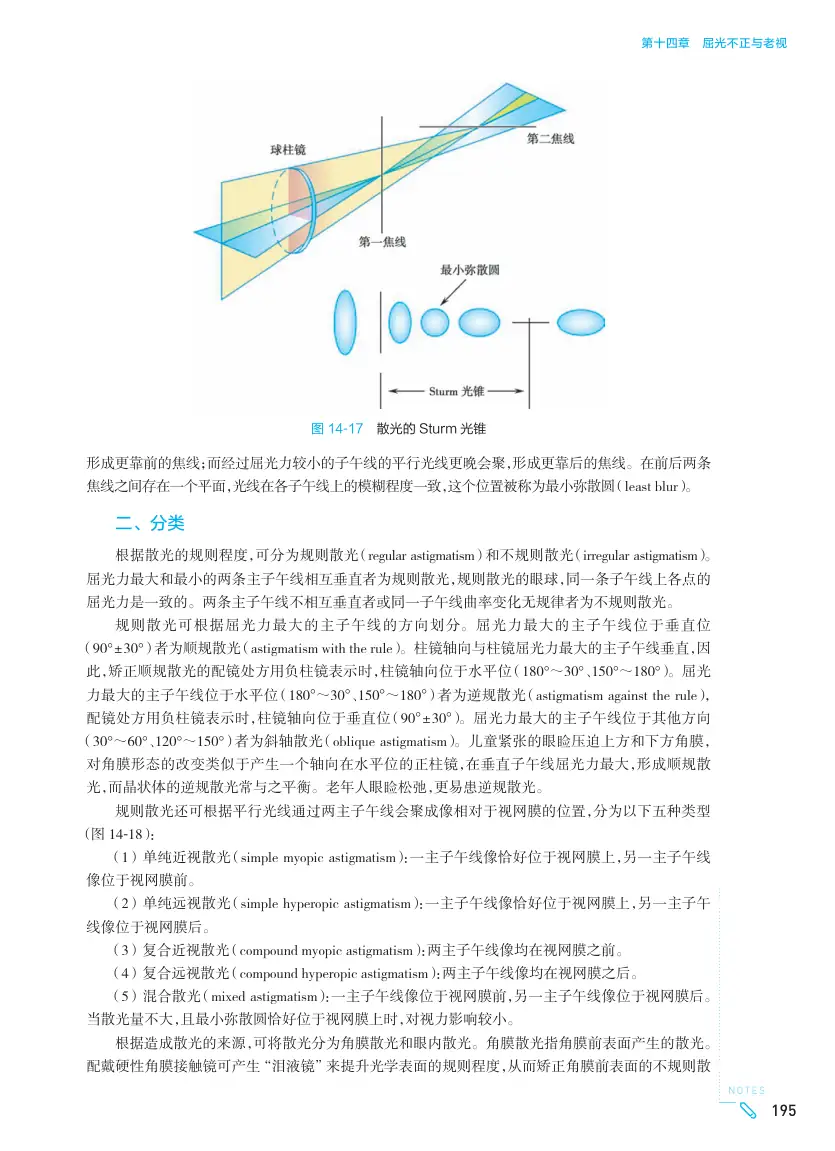 第十四章 屈光不正与老视
第二焦线
球柱镜
第一焦线
最小弥散圆
Sturm 光锥
图 14-17 散光的 Sturm 光锥
形成更靠前的焦线；而经过屈光力较小的子午线的平行光线更晚会聚，形成更靠后的焦线。在前后两条
焦线之间存在一个平面，光线在各子午线上的模糊程度一致，这个位置被称为最小弥散圆（least blur）。
二、分类
根据散光的规则程度，可分为规则散光（regular astigmatism）和不规则散光（irregular astigmatism）。
屈光力最大和最小的两条主子午线相互垂直者为规则散光，规则散光的眼球，同一条子午线上各点的
屈光力是一致的。两条主子午线不相互垂直者或同一子午线曲率变化无规律者为不规则散光。
规则散光可根据屈光力最大的主子午线的方向划分。屈光力最大的主子午线位于垂直位
（90°±30°）者为顺规散光（astigmatism with the rule）。柱镜轴向与柱镜屈光力最大的主子午线垂直，因
此，矫正顺规散光的配镜处方用负柱镜表示时，柱镜轴向位于水平位（180°～30°、150°～180°）。屈光
力最大的主子午线位于水平位（180°～30°、150°～180°）者为逆规散光（astigmatism against the rule），
配镜处方用负柱镜表示时，柱镜轴向位于垂直位（90°±30°）。屈光力最大的主子午线位于其他方向
（30°～60°、120°～150°）者为斜轴散光（oblique astigmatism）。儿童紧张的眼睑压迫上方和下方角膜，
对角膜形态的改变类似于产生一个轴向在水平位的正柱镜，在垂直子午线屈光力最大，形成顺规散
光，而晶状体的逆规散光常与之平衡。老年人眼睑松弛，更易患逆规散光。
规则散光还可根据平行光线通过两主子午线会聚成像相对于视网膜的位置，分为以下五种类型
（图 14-18）：
（1）单纯近视散光（simple myopic astigmatism）：一主子午线像恰好位于视网膜上，另一主子午线
像位于视网膜前。
（2）单纯远视散光（simple hyperopic astigmatism）：一主子午线像恰好位于视网膜上，另一主子午
线像位于视网膜后。
（3）复合近视散光（compound myopic astigmatism）：两主子午线像均在视网膜之前。
（4）复合远视散光（compound hyperopic astigmatism）：两主子午线像均在视网膜之后。
（5）混合散光（mixed astigmatism）：一主子午线像位于视网膜前，另一主子午线像位于视网膜后。
当散光量不大，且最小弥散圆恰好位于视网膜上时，对视力影响较小。
根据造成散光的来源，可将散光分为角膜散光和眼内散光。角膜散光指角膜前表面产生的散光。
配戴硬性角膜接触镜可产生“泪液镜”来提升光学表面的规则程度，从而矫正角膜前表面的不规则散
NOTES
195